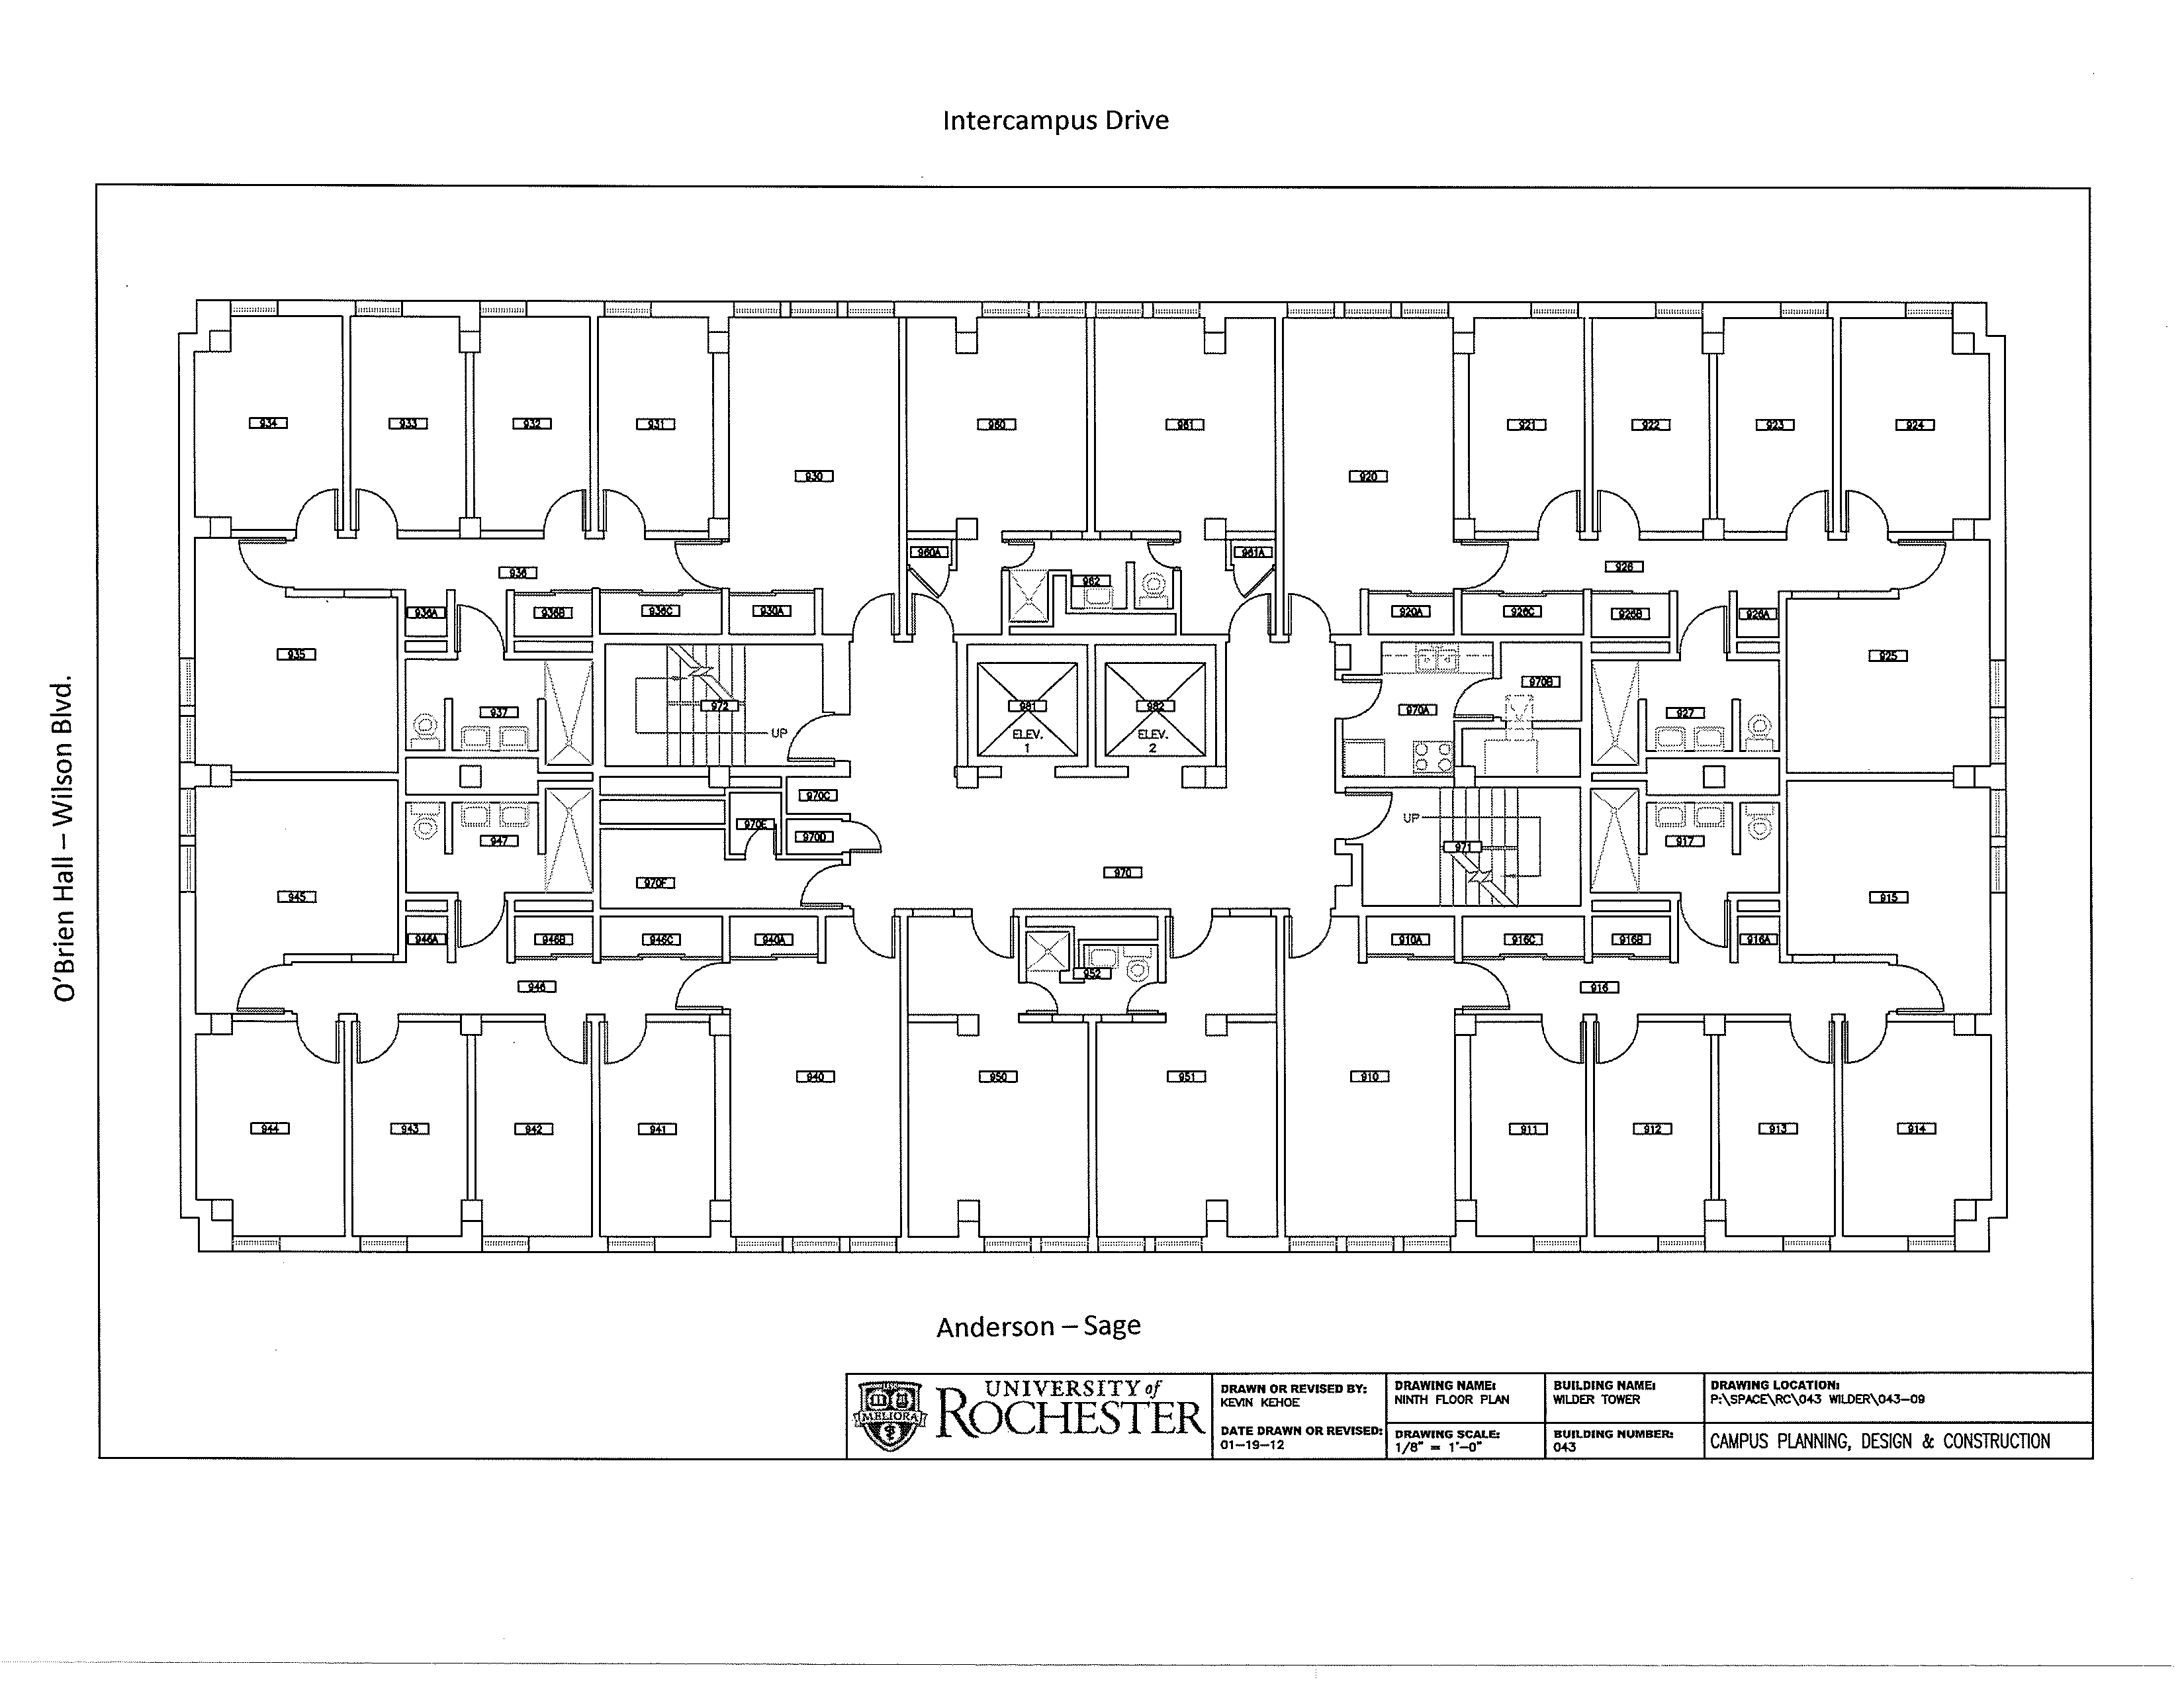 Intercampus Drive
O'Brien Hall – Wilson Blvd.
934
933
932
931
930
960
961
920
921
922
923
924
936
960A
962
961A
926
936A
936B
936C
930A
920A
926C
926B
926A
935
925
937
972
UP
981
ELEV.
1
982
ELEV.
2
970A
970B
927
970C
970E
970D
947
UP
971
917
970F
970
945
915
946A
946B
946C
940A
952
910A
916C
916B
916A
946
916
940
950
951
910
944
943
942
941
911
912
913
914
Anderson – Sage
MELIORA
UNIVERSITY of
ROCHESTER
DRAWN OR REVISED BY:
KEVIN KEHOE
DATE DRAWN OR REVISED:
01-19-12
DRAWING NAME:
NINTH FLOOR PLAN
DRAWING SCALE:
1/8" = 1'-0"
BUILDING NAME:
WILDER TOWER
BUILDING NUMBER:
043
DRAWING LOCATION:
P:\SPACE\RC\043 WILDER\043-09
CAMPUS PLANNING, DESIGN & CONSTRUCTION